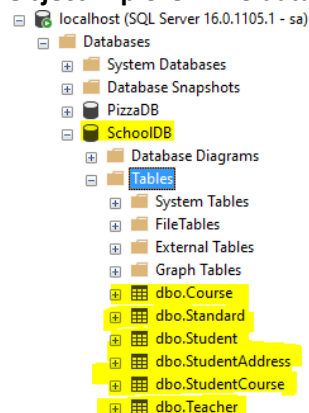 localhost (SQL Server 16.0.1105.1 - sa)
Databases
System Databases
Database Snapshots
PizzaDB
SchoolDB
Database Diagrams
Tables
System Tables
FileTables
External Tables
Graph Tables
dbo.Course
dbo.Standard
dbo.Student
dbo.StudentAddress
dbo.StudentCourse
dbo.Teacher